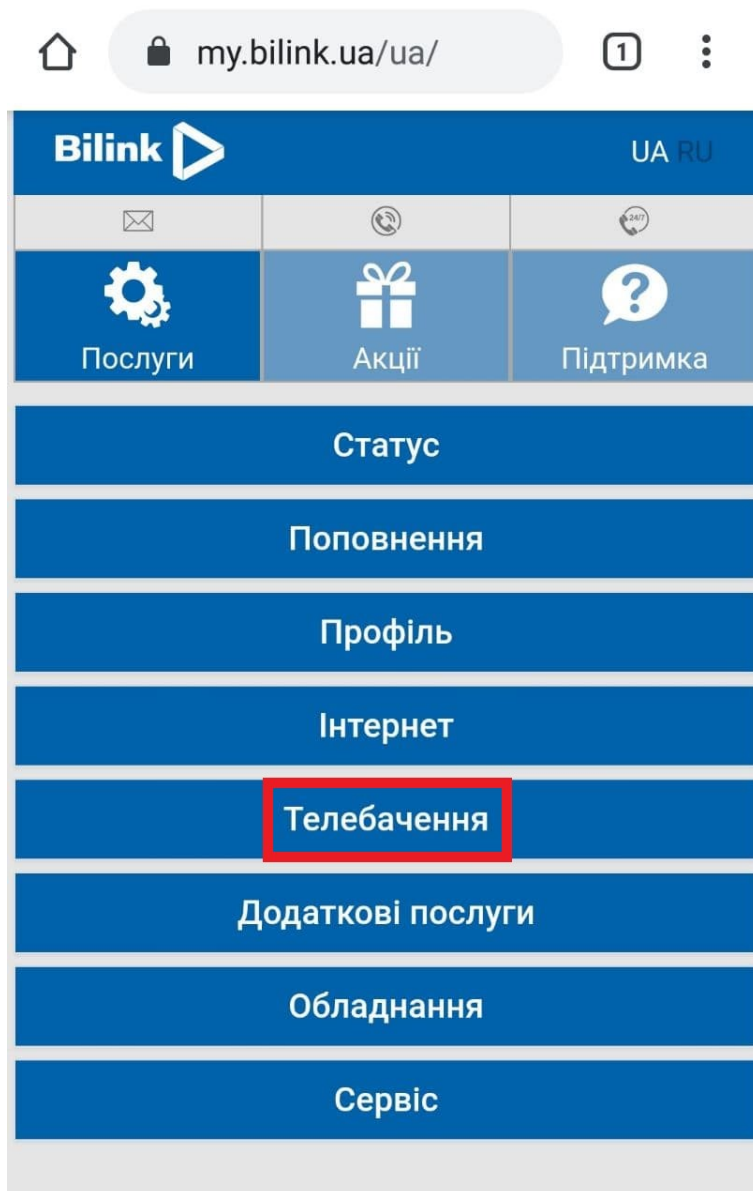 my.bilink.ua/ua/
1
Bilink
UA RU
24/7
Послуги
Акції
Підтримка
Статус
Поповнення
Профіль
Інтернет
Телебачення
Додаткові послуги
Обладнання
Сервіс